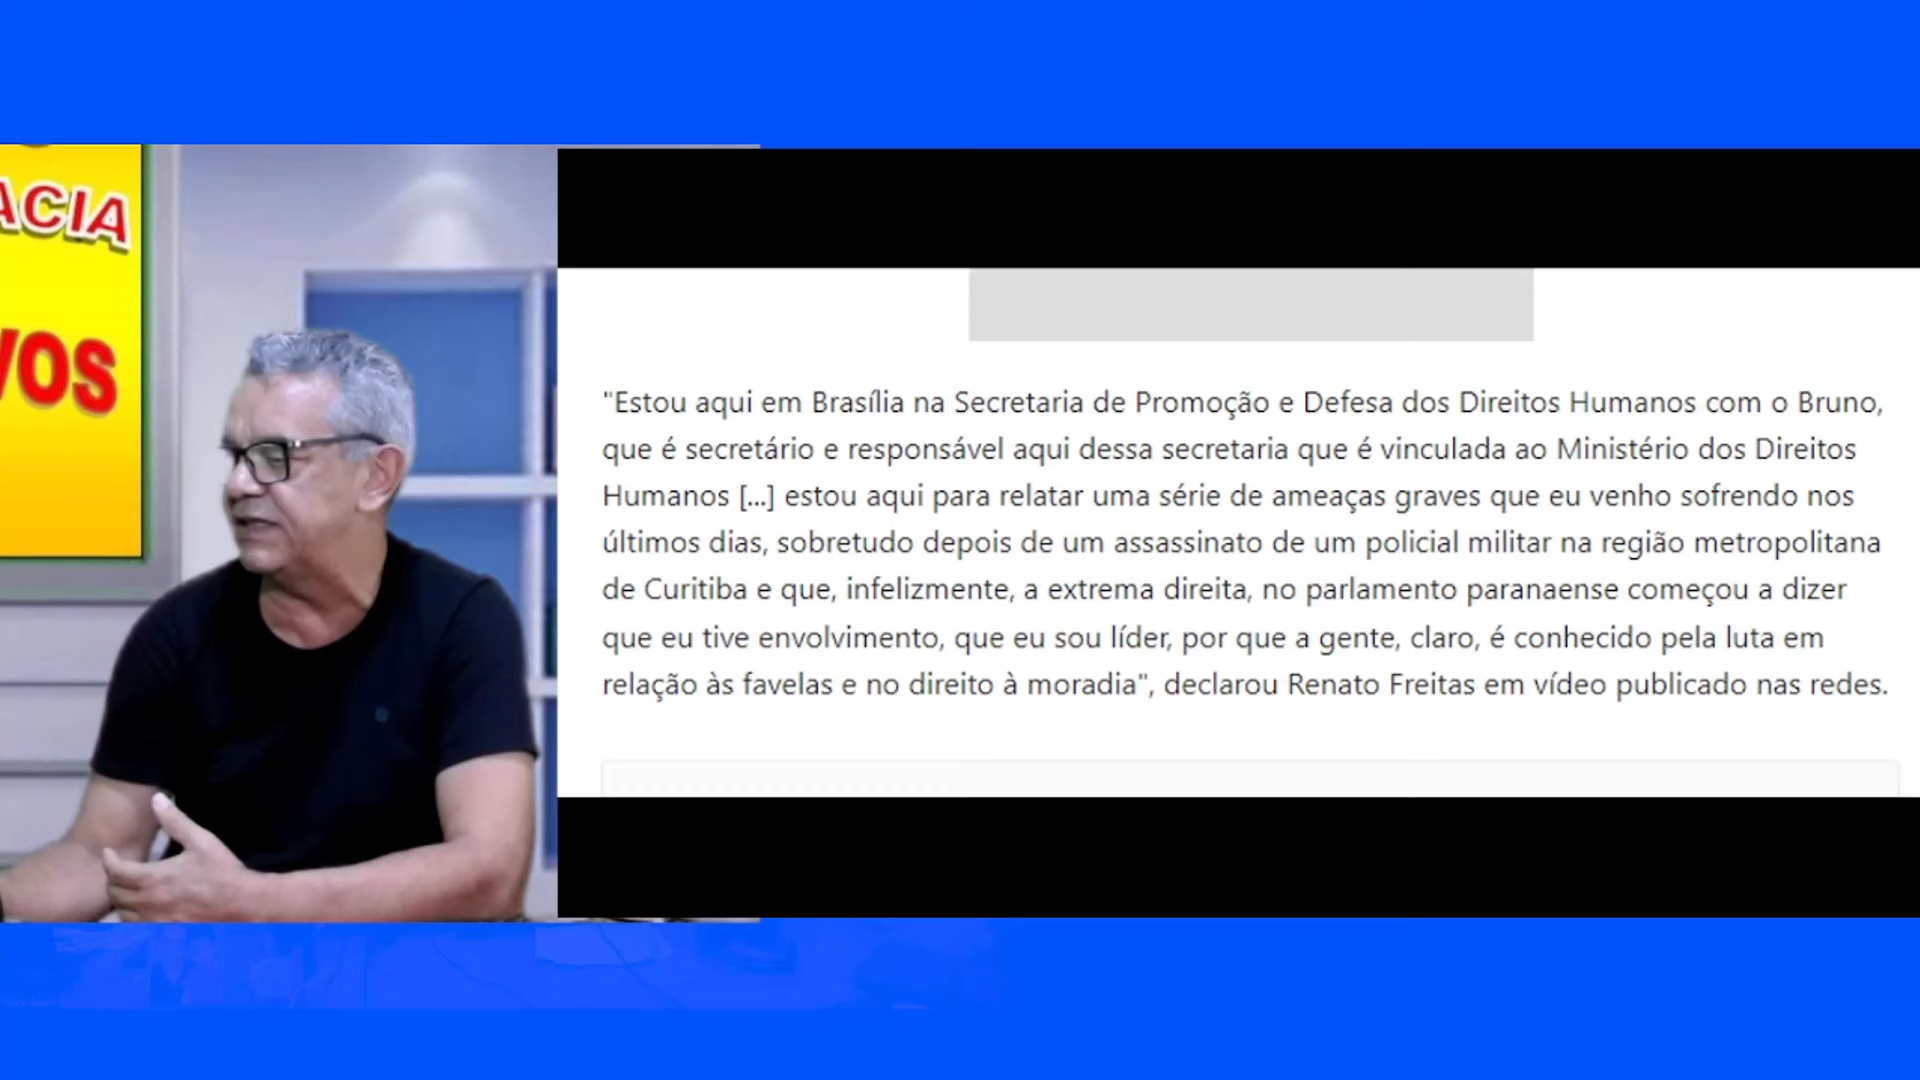 ACIA
VOS
"Estou aqui em Brasília na Secretaria de Promoção e Defesa dos Direitos Humanos com o Bruno,
que é secretário e responsável aqui dessa secretaria que é vinculada ao Ministério dos Direitos
Humanos [...] estou aqui para relatar uma série de ameaças graves que eu venho sofrendo nos
últimos dias, sobretudo depois de um assassinato de um policial militar na região metropolitana
de Curitiba e que, infelizmente, a extrema direita, no parlamento paranaense começou a dizer
que eu tive envolvimento, que eu sou líder, por que a gente, claro, é conhecido pela luta em
relação às favelas e no direito à moradia", declarou Renato Freitas em vídeo publicado nas redes.